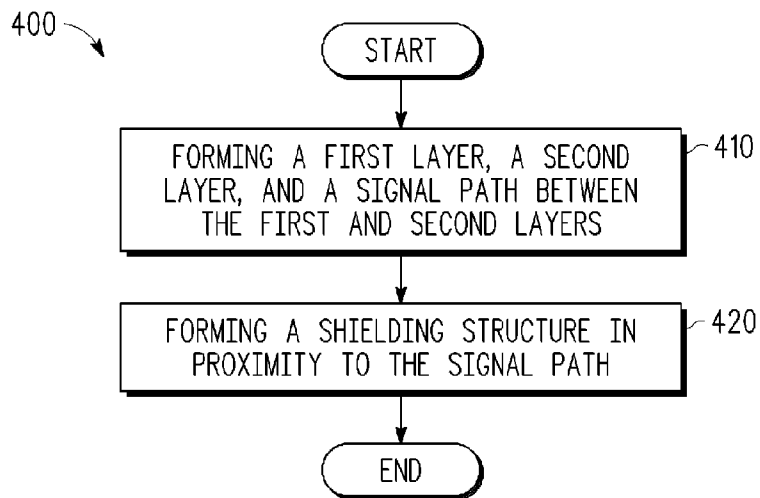 400
START
FORMING A FIRST LAYER, A SECOND
LAYER, AND A SIGNAL PATH BETWEEN
THE FIRST AND SECOND LAYERS
410
FORMING A SHIELDING STRUCTURE IN
PROXIMITY TO THE SIGNAL PATH
420
END